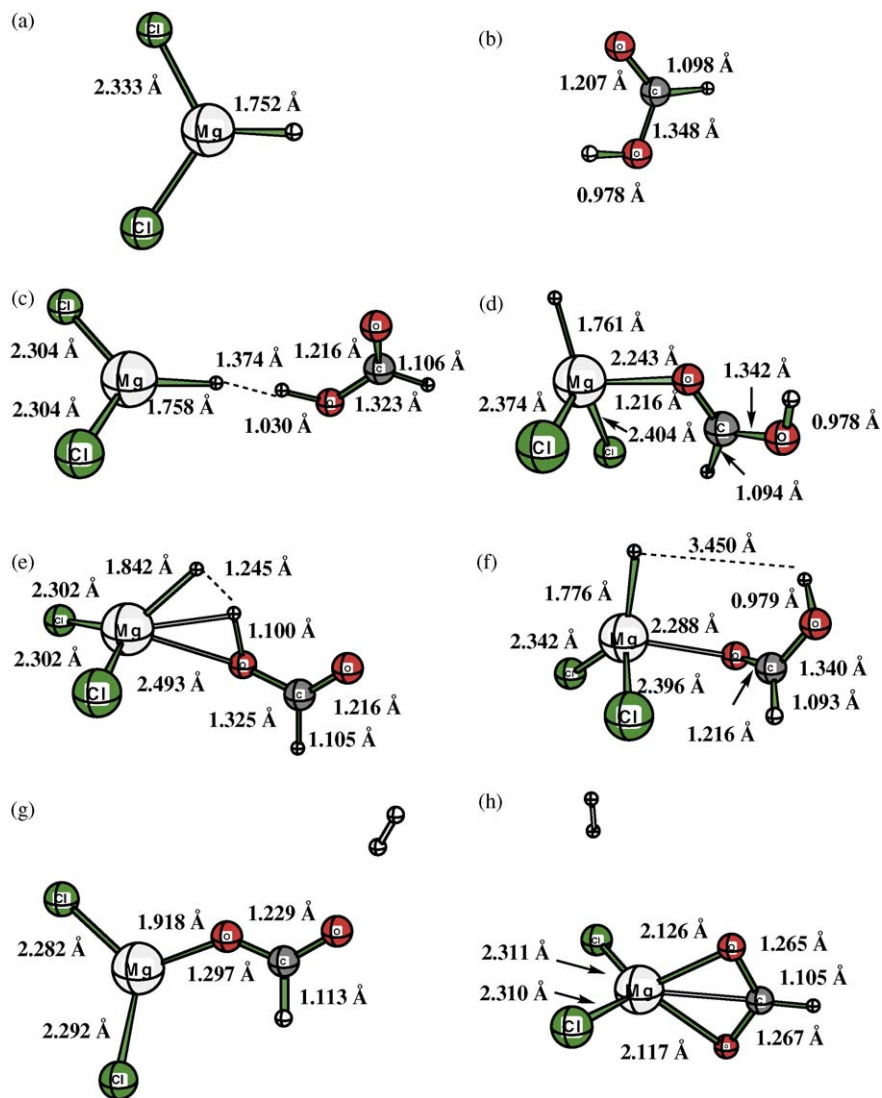 (a)
Cl
2.333 Å
1.752 Å
Mg
Cl
(b)
O
1.098 Å
1.207 Å
C
1.348 Å
O
0.978 Å
(c)
Cl
O
2.304 Å
1.374 Å
1.216 Å
C
1.106 Å
Mg
2.304 Å
1.758 Å
O
1.323 Å
1.030 Å
Cl
(d)
1.761 Å
2.243 Å
1.342 Å
Mg
O
2.374 Å
1.216 Å
C
0.978 Å
2.404 Å
O
Cl
Cl
1.094 Å
(e)
1.842 Å
1.245 Å
2.302 Å
Cl
Mg
1.100 Å
2.302 Å
O
O
Cl
2.493 Å
C
1.325 Å
1.216 Å
1.105 Å
(f)
3.450 Å
1.776 Å
0.979 Å
2.288 Å
Mg
O
2.342 Å
O
C
Cl
1.340 Å
2.396 Å
1.093 Å
Cl
1.216 Å
(g)
Cl
1.918 Å
1.229 Å
O
O
2.282 Å
Mg
C
1.297 Å
1.113 Å
2.292 Å
Cl
(h)
Cl
2.126 Å
O
1.265 Å
2.311 Å
1.105 Å
Mg
C
2.310 Å
Cl
O
1.267 Å
2.117 Å